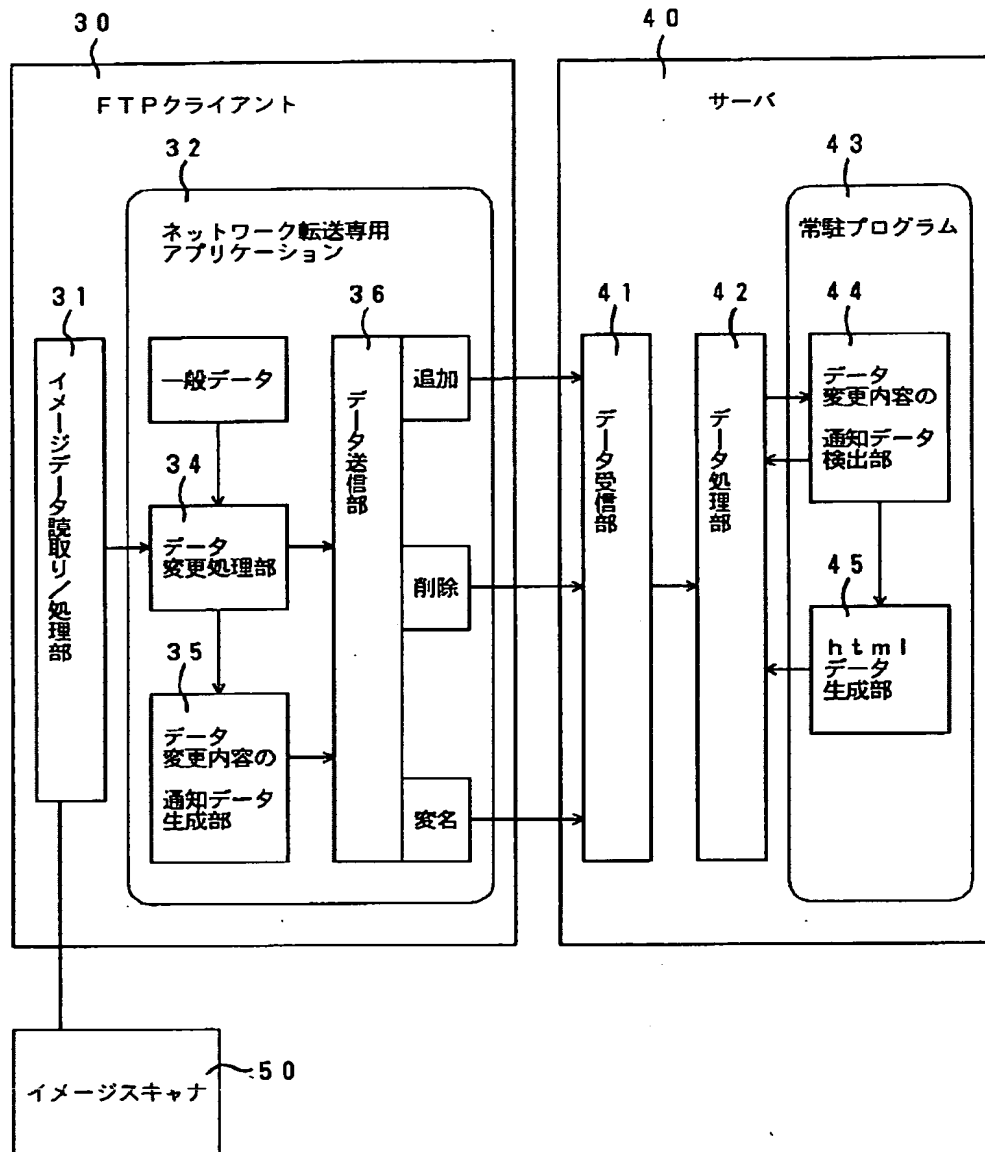 30
40
FTPクライアント
サーバ
32
43
ネットワーク転送専用
アプリケーション
常駐プログラム
31
36
41
42
44
イメージデータ読取り/処理部
一般データ
データ送信部
追加
データ受信部
データ処理部
データ
変更内容の
通知データ
検出部
34
データ
変更処理部
削除
45
html
データ
生成部
35
データ
変更内容の
通知データ
生成部
変名
イメージスキャナ
50